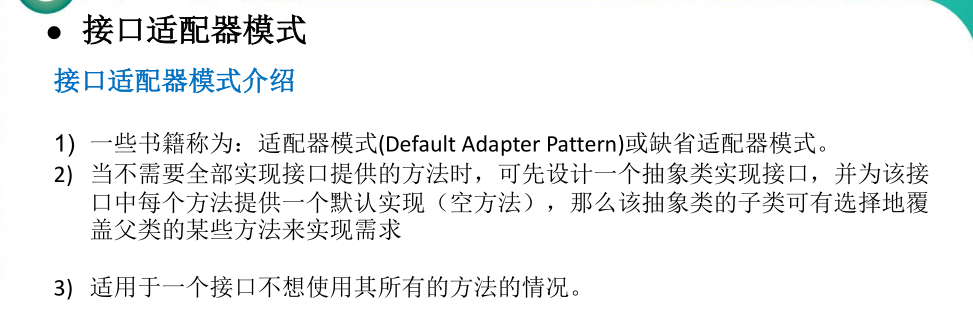 ● 接口适配器模式
接口适配器模式介绍
1) 一些书籍称为：适配器模式(Default Adapter Pattern)或缺省适配器模式。
2) 当不需要全部实现接口提供的方法时，可先设计一个抽象类实现接口，并为该接
口中每个方法提供一个默认实现（空方法），那么该抽象类的子类可有选择地覆
盖父类的某些方法来实现需求
3) 适用于一个接口不想使用其所有的方法的情况。